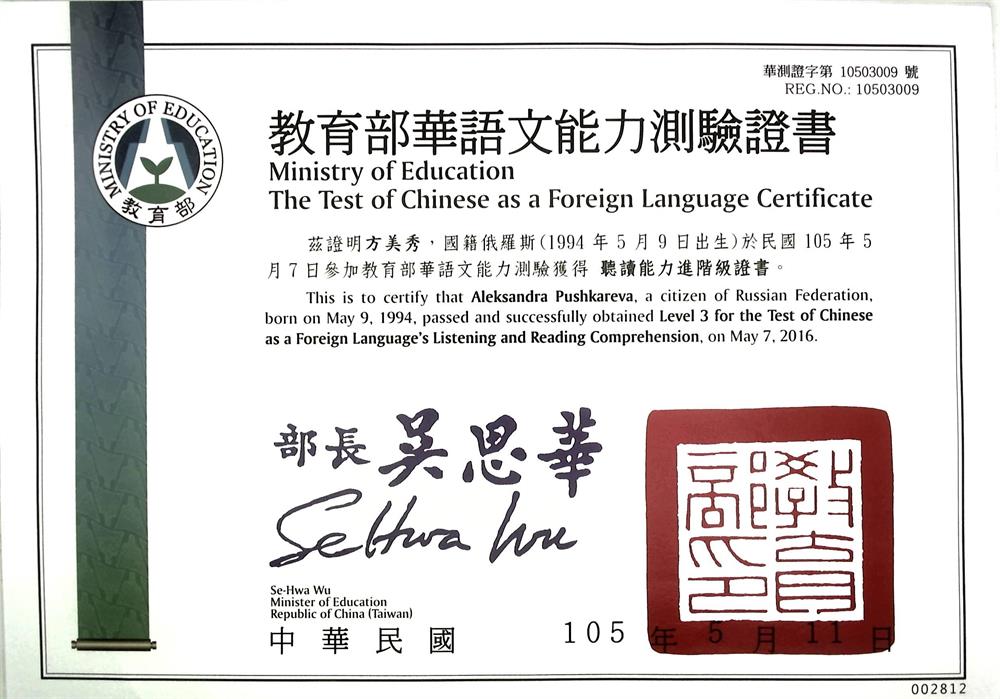 華測證字第 10503009 號
REG.NO.: 10503009
MINISTRY OF EDUCATION
教育部
教育部華語文能力測驗證書
Ministry of Education
The Test of Chinese as a Foreign Language Certificate
茲證明方美秀，國籍俄羅斯(1994 年 5 月 9 日出生)於民國 105 年 5
月 7 日參加教育部華語文能力測驗獲得 聽讀能力進階級證書。
This is to certify that Aleksandra Pushkareva, a citizen of Russian Federation,
born on May 9, 1994, passed and successfully obtained Level 3 for the Test of Chinese
as a Foreign Language's Listening and Reading Comprehension, on May 7, 2016.
部長 吳思華
Se-Hwa Wu
教育
部印
Se-Hwa Wu
Minister of Education
Republic of China (Taiwan)
中華民國 105 年 5 月 11 日
002812